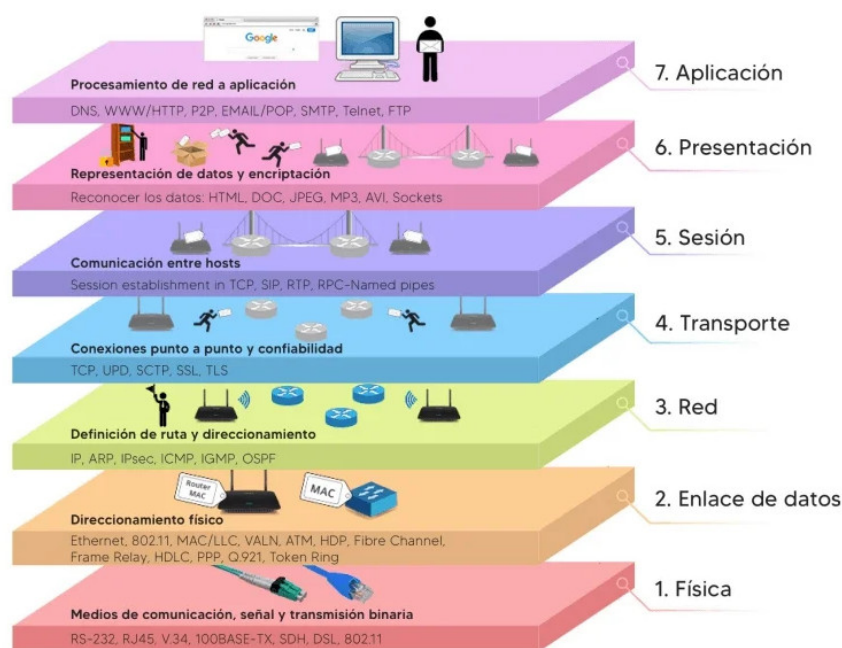 Google
7. Aplicación
Procesamiento de red a aplicación
DNS, WWW/HTTP, P2P, EMAIL/POP, SMTP, Telnet, FTP
6. Presentación
Representación de datos y encriptación
Reconocer los datos: HTML, DOC, JPEG, MP3, AVI, Sockets
5. Sesión
Comunicación entre hosts
Session establishment in TCP, SIP, RTP, RPC-Named pipes
4. Transporte
Conexiones punto a punto y confiabilidad
TCP, UPD, SCTP, SSL, TLS
3. Red
Definición de ruta y direccionamiento
IP, ARP, IPsec, ICMP, IGMP, OSPF
Router
MAC
MAC
2. Enlace de datos
Direccionamiento físico
Ethernet, 802.11, MAC/LLC, VALN, ATM, HDP, Fibre Channel,
Frame Relay, HDLC, PPP, Q.921, Token Ring
1. Física
Medios de comunicación, señal y transmisión binaria
RS-232, RJ45, V.34, 100BASE-TX, SDH, DSL, 802.11